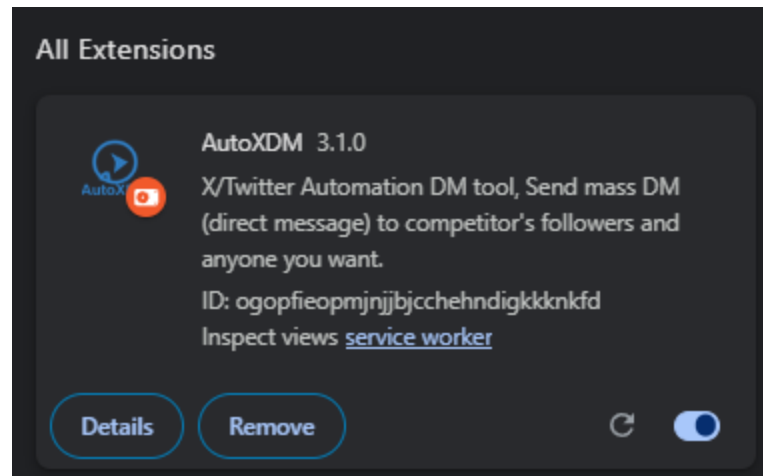 All Extensions
AutoXDM 3.1.0
X/Twitter Automation DM tool, Send mass DM
(direct message) to competitor's followers and
anyone you want.
ID: ogopfieopmjnjjbjcchehndigkkknkfd
Inspect views service worker
Details Remove